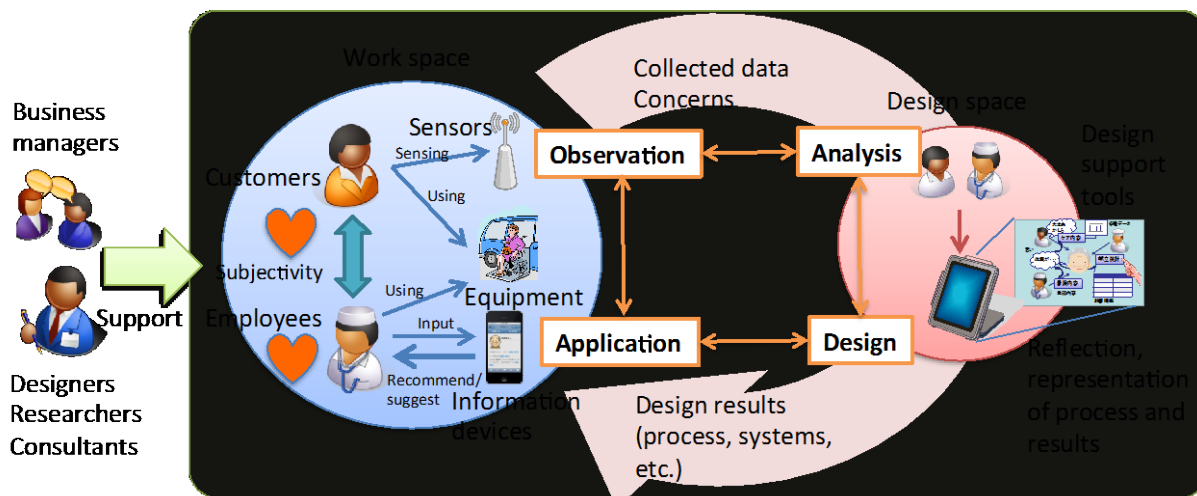 Business
managers
Support
Designers
Researchers
Consultants
Work space
Customers
Sensors
Sensing
Using
Subjectivity
Employees
Using
Equipment
Input
Recommend/
suggest
Information
devices
Collected data
Concerns
Observation
Analysis
Application
Design
Design results
(process, systems,
etc.)
Design space
Design
support
tools
Reflection,
representation
of process and
results